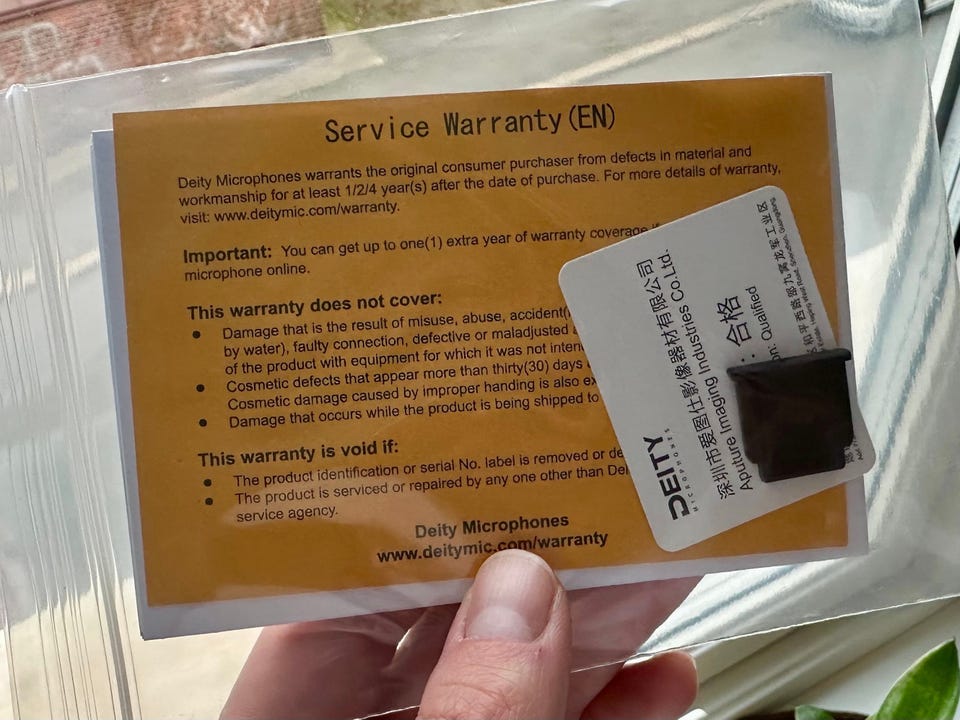 Service Warranty(EN)
Deity Microphones warrants the original consumer purchaser from defects in material and
workmanship for at least 1/2/4 year(s) after the date of purchase. For more details of warranty,
visit: www.deitymic.com/warranty.
Important: You can get up to one(1) extra year of warranty coverage
microphone online.
This warranty does not cover:
• Damage that is the result of misuse, abuse, accident(
by water), faulty connection, defective or maladjusted
of the product with equipment for which it was not
• Cosmetic defects that appear more than thirty(30) days
Cosmetic damage caused by improper handing is also
• Damage that occurs while the product is being shipped to
This warranty is void if:
• The product identification or serial No. label is removed or
• The product is serviced or repaired by any one other than
service agency.
Deity Microphones
www.deitymic.com/warranty
DEITY
MICROPHONES
深圳市爱图仕影像器材有限公司
Aputure Imaging Industries Co.Ltd.
: 合格
: Qualified